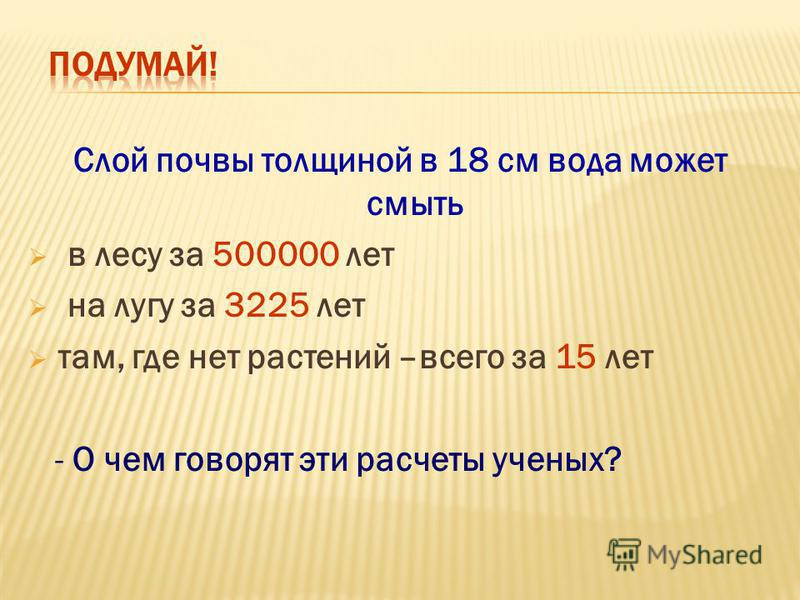 ПОДУМАЙ!
Слой почвы толщиной в 18 см вода может
смыть
в лесу за 500000 лет
на лугу за 3225 лет
там, где нет растений –всего за 15 лет
- О чем говорят эти расчеты ученых?
MyShared